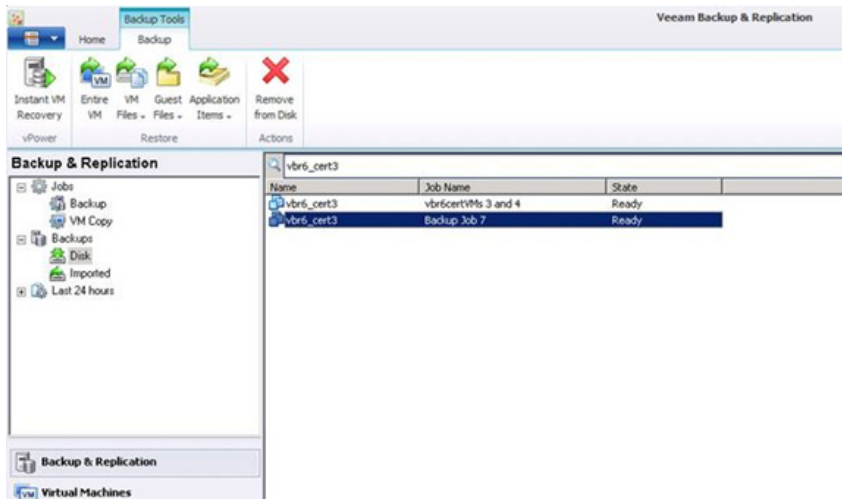 Backup Tools
Veeam Backup & Replication
Home Backup
Instant VM Recovery
Entire VM
VM Files
Guest Files
Application Items
Remove from Disk
vPower Restore Actions
Backup & Replication
vbr6_cert3
Name Job Name State
Jobs
vbr6_cert3 vbr6certVMs 3 and 4 Ready
Backup
vbr6_cert3 Backup Job 7 Ready
VM Copy
Backups
Disk
Imported
Last 24 hours
Backup & Replication
VM
Virtual Machines